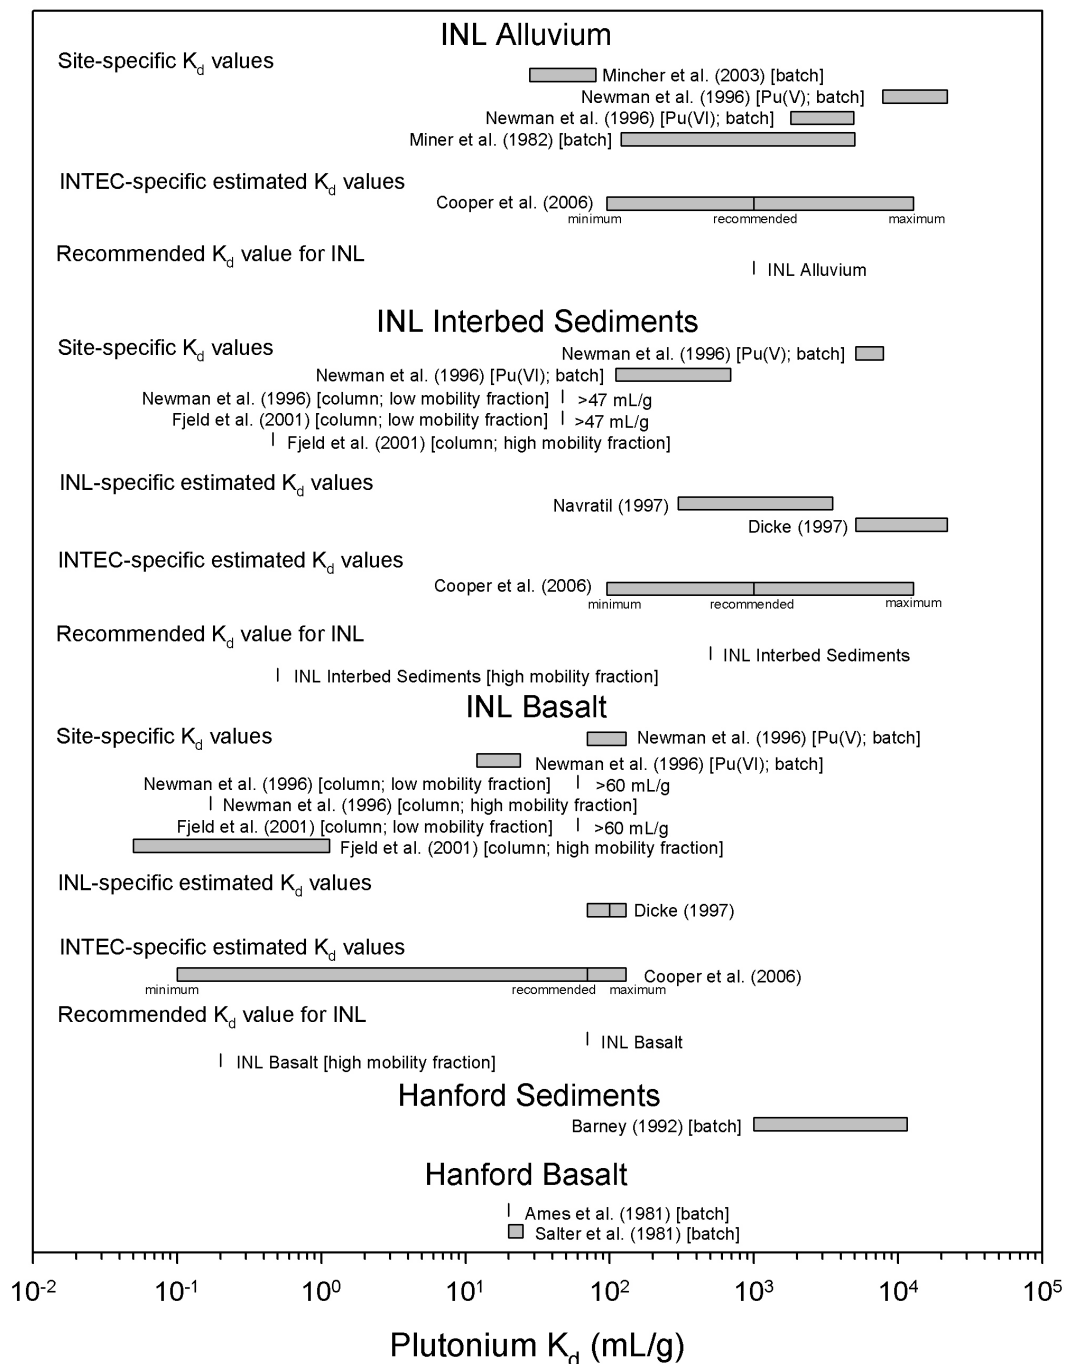 INL Alluvium
Site-specific Kd values
Mincher et al. (2003) [batch]
Newman et al. (1996) [Pu(V); batch]
Newman et al. (1996) [Pu(VI); batch]
Miner et al. (1982) [batch]
INTEC-specific estimated Kd values
Cooper et al. (2006)
minimum recommended maximum
Recommended Kd value for INL
INL Alluvium
INL Interbed Sediments
Site-specific Kd values
Newman et al. (1996) [Pu(V); batch]
Newman et al. (1996) [Pu(VI); batch]
Newman et al. (1996) [column; low mobility fraction] >47 mL/g
Fjeld et al. (2001) [column; low mobility fraction] >47 mL/g
Fjeld et al. (2001) [column; high mobility fraction]
INL-specific estimated Kd values
Navratil (1997)
Dicke (1997)
INTEC-specific estimated Kd values
Cooper et al. (2006)
minimum recommended maximum
Recommended Kd value for INL
INL Interbed Sediments
INL Interbed Sediments [high mobility fraction]
INL Basalt
Site-specific Kd values
Newman et al. (1996) [Pu(V); batch]
Newman et al. (1996) [Pu(VI); batch]
Newman et al. (1996) [column; low mobility fraction] >60 mL/g
Newman et al. (1996) [column; high mobility fraction]
Fjeld et al. (2001) [column; low mobility fraction] >60 mL/g
Fjeld et al. (2001) [column; high mobility fraction]
INL-specific estimated Kd values
Dicke (1997)
INTEC-specific estimated Kd values
Cooper et al. (2006)
minimum recommended maximum
Recommended Kd value for INL
INL Basalt
INL Basalt [high mobility fraction]
Hanford Sediments
Barney (1992) [batch]
Hanford Basalt
Ames et al. (1981) [batch]
Salter et al. (1981) [batch]
10-2 10-1 100 101 102 103 104 105
Plutonium Kd (mL/g)